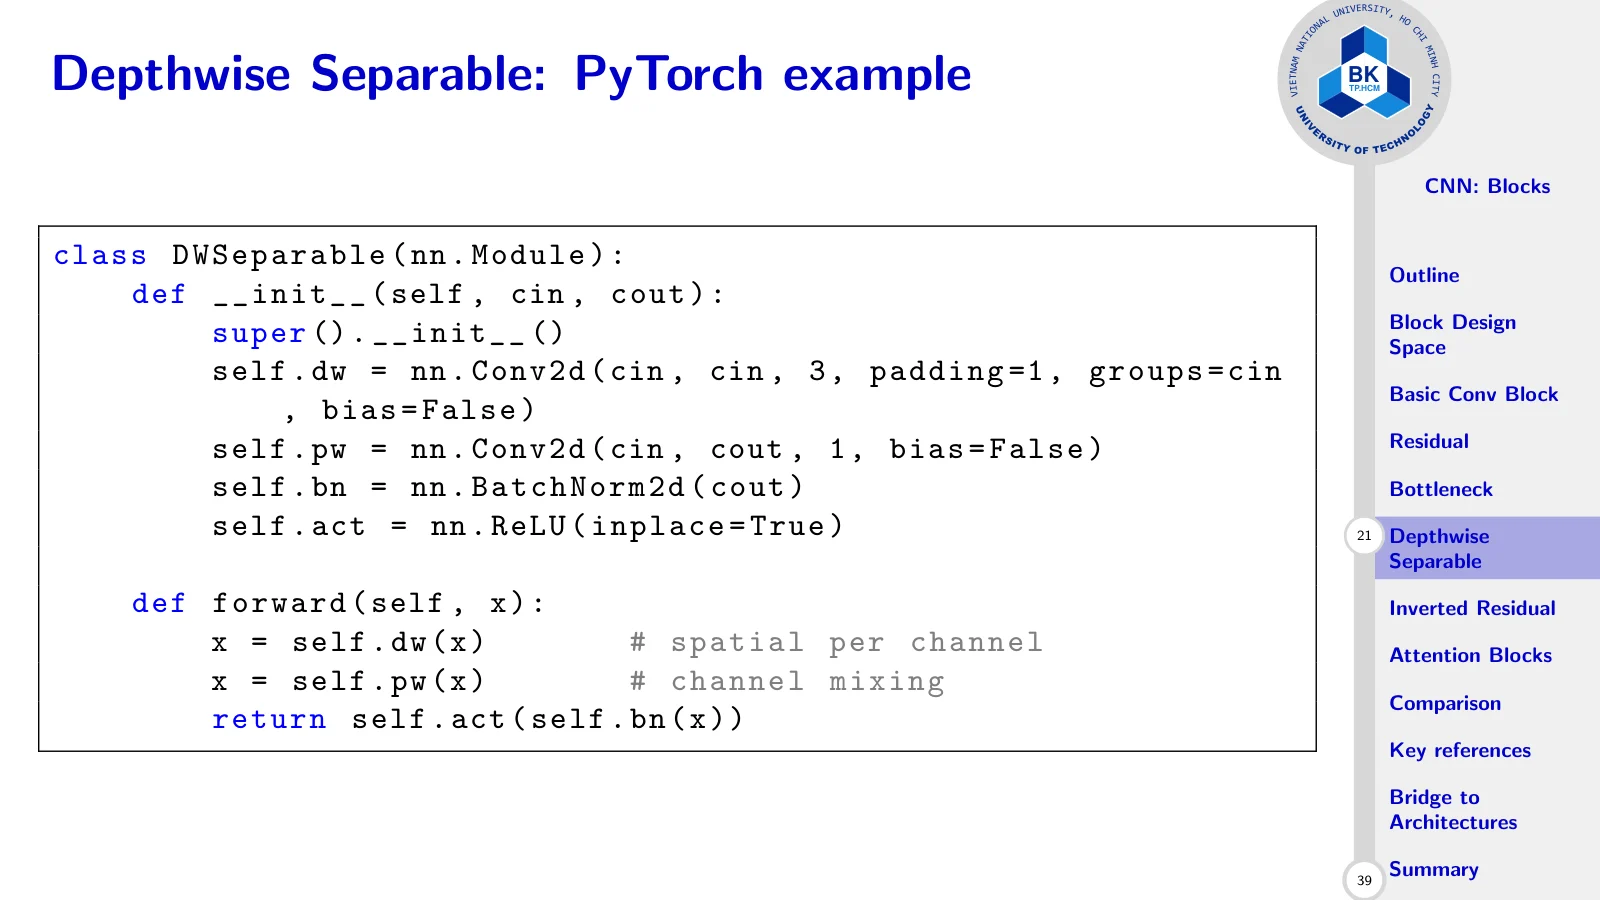 Depthwise Separable: PyTorch example
class DWSeparable(nn.Module):
    def __init__(self, cin, cout):
        super().__init__()
        self.dw = nn.Conv2d(cin, cin, 3, padding=1, groups=cin
            , bias=False)
        self.pw = nn.Conv2d(cin, cout, 1, bias=False)
        self.bn = nn.BatchNorm2d(cout)
        self.act = nn.ReLU(inplace=True)
    def forward(self, x):
        x = self.dw(x)       # spatial per channel
        x = self.pw(x)       # channel mixing
        return self.act(self.bn(x))
VIETNAM NATIONAL UNIVERSITY, HO CHI MINH CITY
BK
TP.HCM
UNIVERSITY OF TECHNOLOGY
CNN: Blocks
Outline
Block Design
Space
Basic Conv Block
Residual
Bottleneck
21
Depthwise
Separable
Inverted Residual
Attention Blocks
Comparison
Key references
Bridge to
Architectures
Summary
39